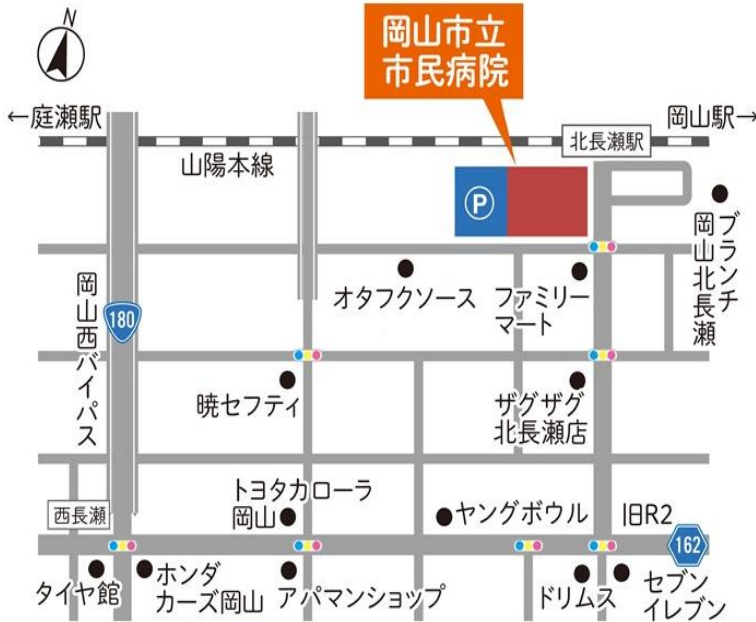 N
岡山市立
市民病院
←庭瀬駅
岡山駅→
北長瀬駅
山陽本線
P
ブランチ
岡山北長瀬
オタフクソース
ファミリー
マート
岡山西バイパス
180
暁セフティ
ザグザグ
北長瀬店
トヨタカローラ
岡山
西長瀬
ヤングボウル
旧R2
162
タイヤ館
ホンダ
カーズ岡山
アパマンショップ
ドリムス
セブン
イレブン